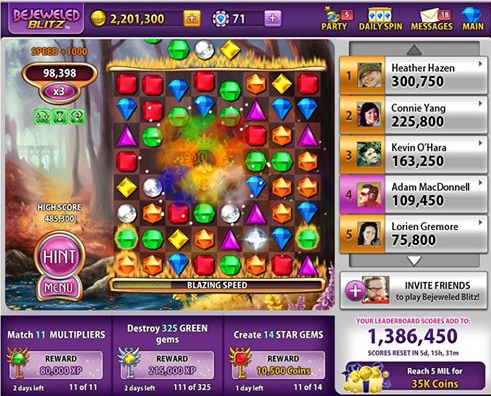 BEJEWELED
BLITZ
2,201,300 +
71 +
5
PARTY
DAILY SPIN
18
MESSAGES
MAIN
SPEED +1000
98,398
x3
HIGH SCORE
485,300
HINT
MENU
BLAZING SPEED
1
Heather Hazen
300,750
2
Connie Yang
225,800
3
Kevin O'Hara
163,250
4
Adam MacDonnell
109,450
5
Lorien Gremore
75,800
+ INVITE FRIENDS
to play Bejeweled Blitz!
Match 11 MULTIPLIERS
REWARD
80,000 XP
2 days left
11 of 11
Destroy 325 GREEN
gems
REWARD
215,000 XP
2 days left
11 of 325
Create 14 STAR GEMS
REWARD
10,500 Coins
1 day left
11 of 14
YOUR LEADERBOARD SCORES ADD TO:
1,386,450
SCORES RESET IN 5d, 15h, 31m
Reach 5 MIL for
35K Coins